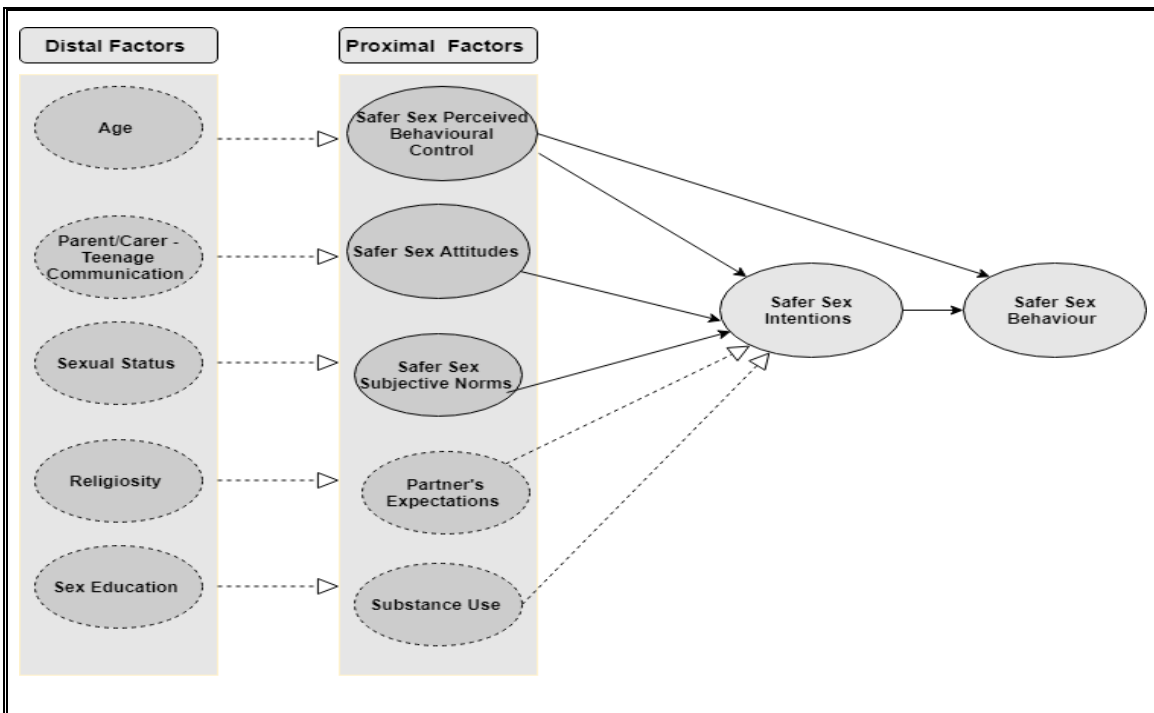 Distal Factors
Proximal Factors
Age
Parent/Carer -
Teenage
Communication
Sexual Status
Religiosity
Sex Education
Safer Sex Perceived
Behavioural
Control
Safer Sex Attitudes
Safer Sex
Subjective Norms
Partner's
Expectations
Substance Use
Safer Sex
Intentions
Safer Sex
Behaviour